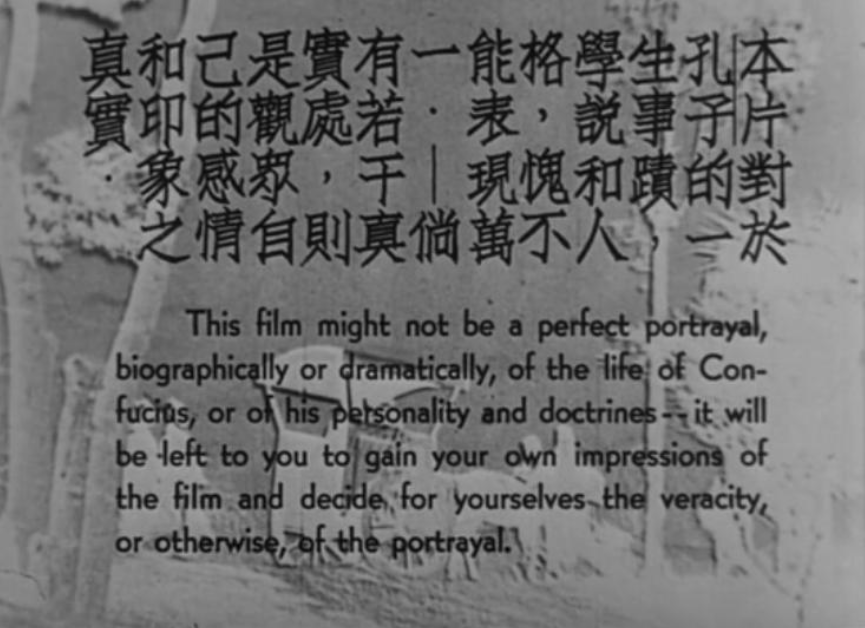 本片對於
孔子的一
生事蹟，
學説和人
格，愧不
能表現萬
一·—倘
有若干真
實處，則
是觀眾自
己的感情
和印象之
真實·
This film might not be a perfect portrayal,
biographically or dramatically, of the life of Con-
fucius, or of his personality and doctrines--it will
be left to you to gain your own impressions of
the film and decide for yourselves the veracity,
or otherwise, of the portrayal.